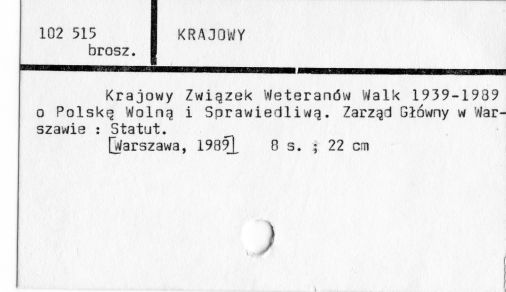 102 515 KRAJOWY
brosz.
Krajowy Związek Weteranów Walk 1939-1989
o Polskę Wolną i Sprawiedliwą. Zarząd Główny w War-
szawie : Statut.
[Warszawa, 1989] 8 s. ; 22 cm